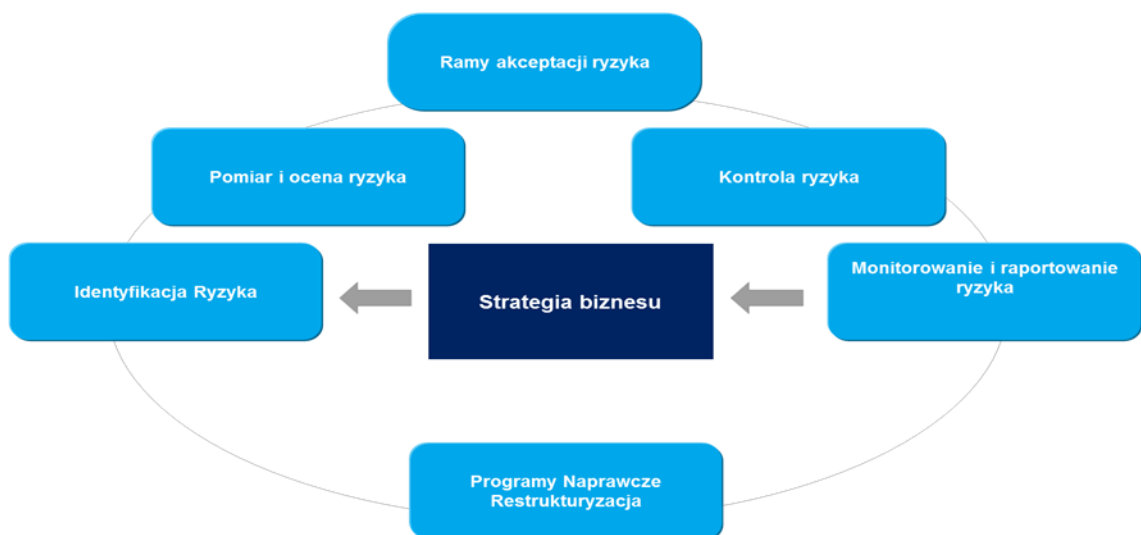 Ramy akceptacji ryzyka
Pomiar i ocena ryzyka
Kontrola ryzyka
Identyfikacja Ryzyka
Strategia biznesu
Monitorowanie i raportowanie
ryzyka
Programy Naprawcze
Restrukturyzacja